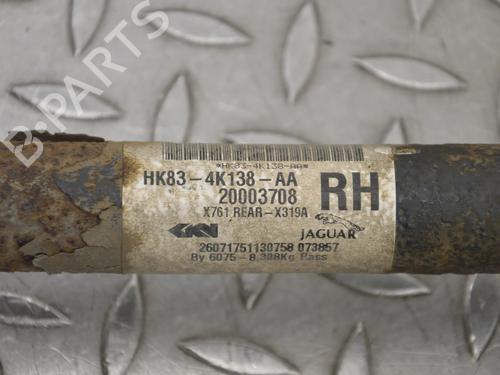 B-PARTS
*HK83-4K138-AA*
HK83-4K138-AA
RH
20003708
X761 REAR-X319A
GKN JAGUAR
26071751130758 073857
By 6075-8.308Kg Pass